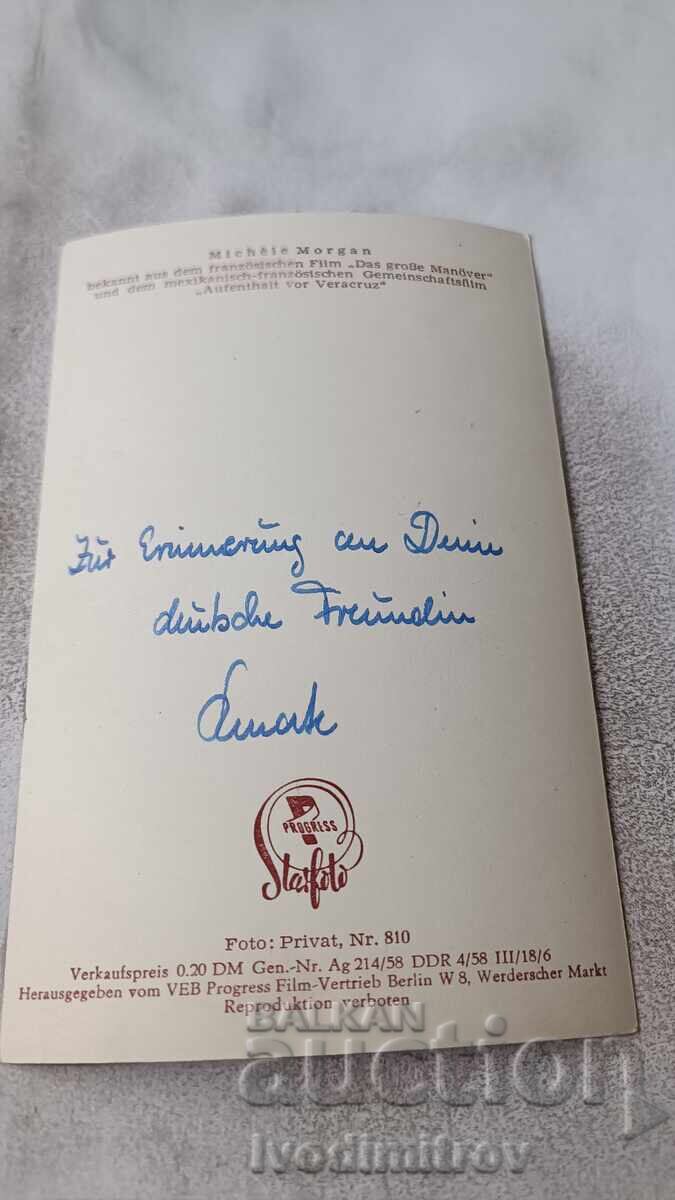 Michèle Morgan
bekannt aus dem französischen Film „Das große Manöver"
und dem mexikanisch-französischen Gemeinschaftsfilm
„Aufenthalt vor Veracruz"
Zur Erinnerung an Deine
deutsche Freundin
PROGRESS
Starfoto
Foto: Privat, Nr. 810
Verkaufspreis 0.20 DM Gen.-Nr. Ag 214/58 DDR 4/58 III/18/6
Herausgegeben vom VEB Progress Film-Vertrieb Berlin W 8, Werderscher Markt
Reproduktion verboten
BALKAN
auction
Ivodimitrov